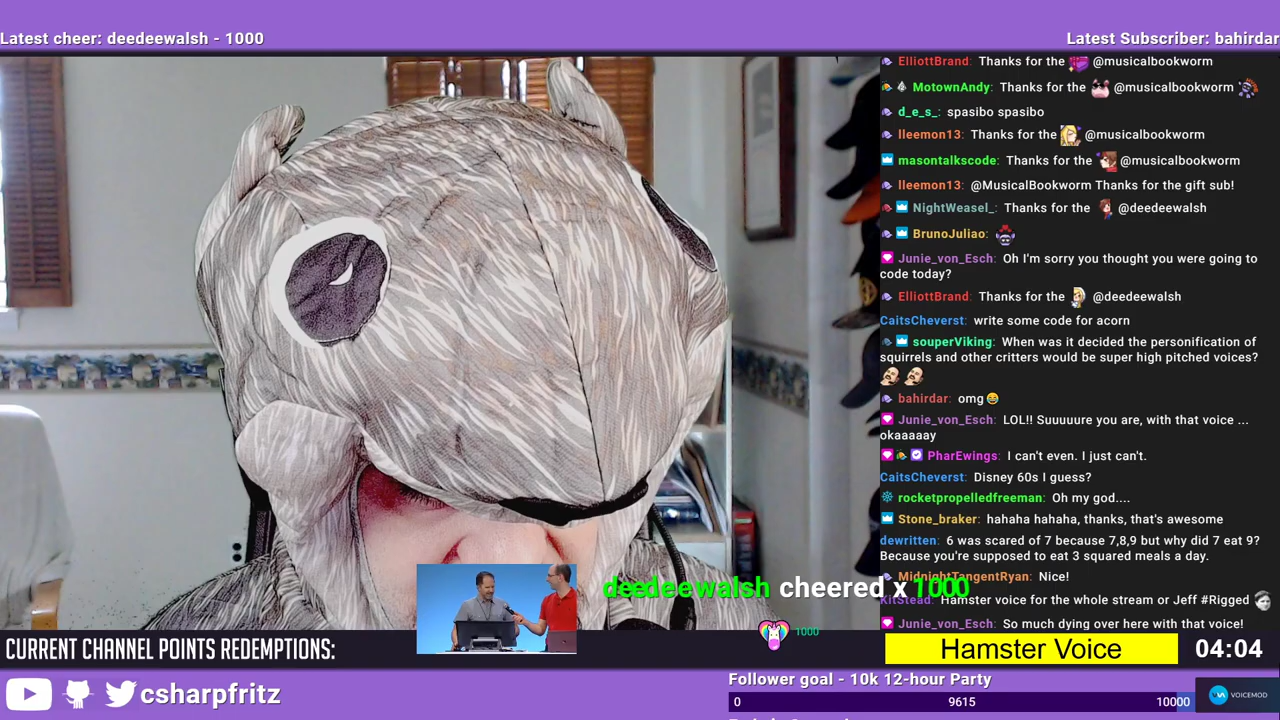 Latest cheer: deedeewalsh - 1000
Latest Subscriber: bahirdar
ElliottBrand: Thanks for the @musicalbookworm
MotownAndy: Thanks for the @musicalbookworm
d_e_s_: spasibo spasibo
lleemon13: Thanks for the @musicalbookworm
masontalkscode: Thanks for the @musicalbookworm
lleemon13: @MusicalBookworm Thanks for the gift sub!
NightWeasel_: Thanks for the @deedeewalsh
BrunoJuliao:
Junie_von_Esch: Oh I'm sorry you thought you were going to
code today?
ElliottBrand: Thanks for the @deedeewalsh
CaitsCheverst: write some code for acorn
souperViking: When was it decided the personification of
squirrels and other critters would be super high pitched voices?
bahirdar: omg
Junie_von_Esch: LOL!! Suuuure you are, with that voice ...
okaaaay
PharEwings: I can't even. I just can't.
CaitsCheverst: Disney 60s I guess?
rocketpropelledfreeman: Oh my god....
Stone_braker: hahaha hahaha, thanks, that's awesome
dewritten: 6 was scared of 7 because 7,8,9 but why did 7 eat 9?
Because you're supposed to eat 3 squared meals a day.
MidnightTangentRyan: Nice!
KitStead: Hamster voice for the whole stream or Jeff #Rigged
Junie_von_Esch: So much dying over here with that voice!
deedeewalsh cheered x1000
1000
CURRENT CHANNEL POINTS REDEMPTIONS:
Hamster Voice
04:04
csharpfritz
Follower goal - 10k 12-hour Party
0 9615 10000
VOICEMOD